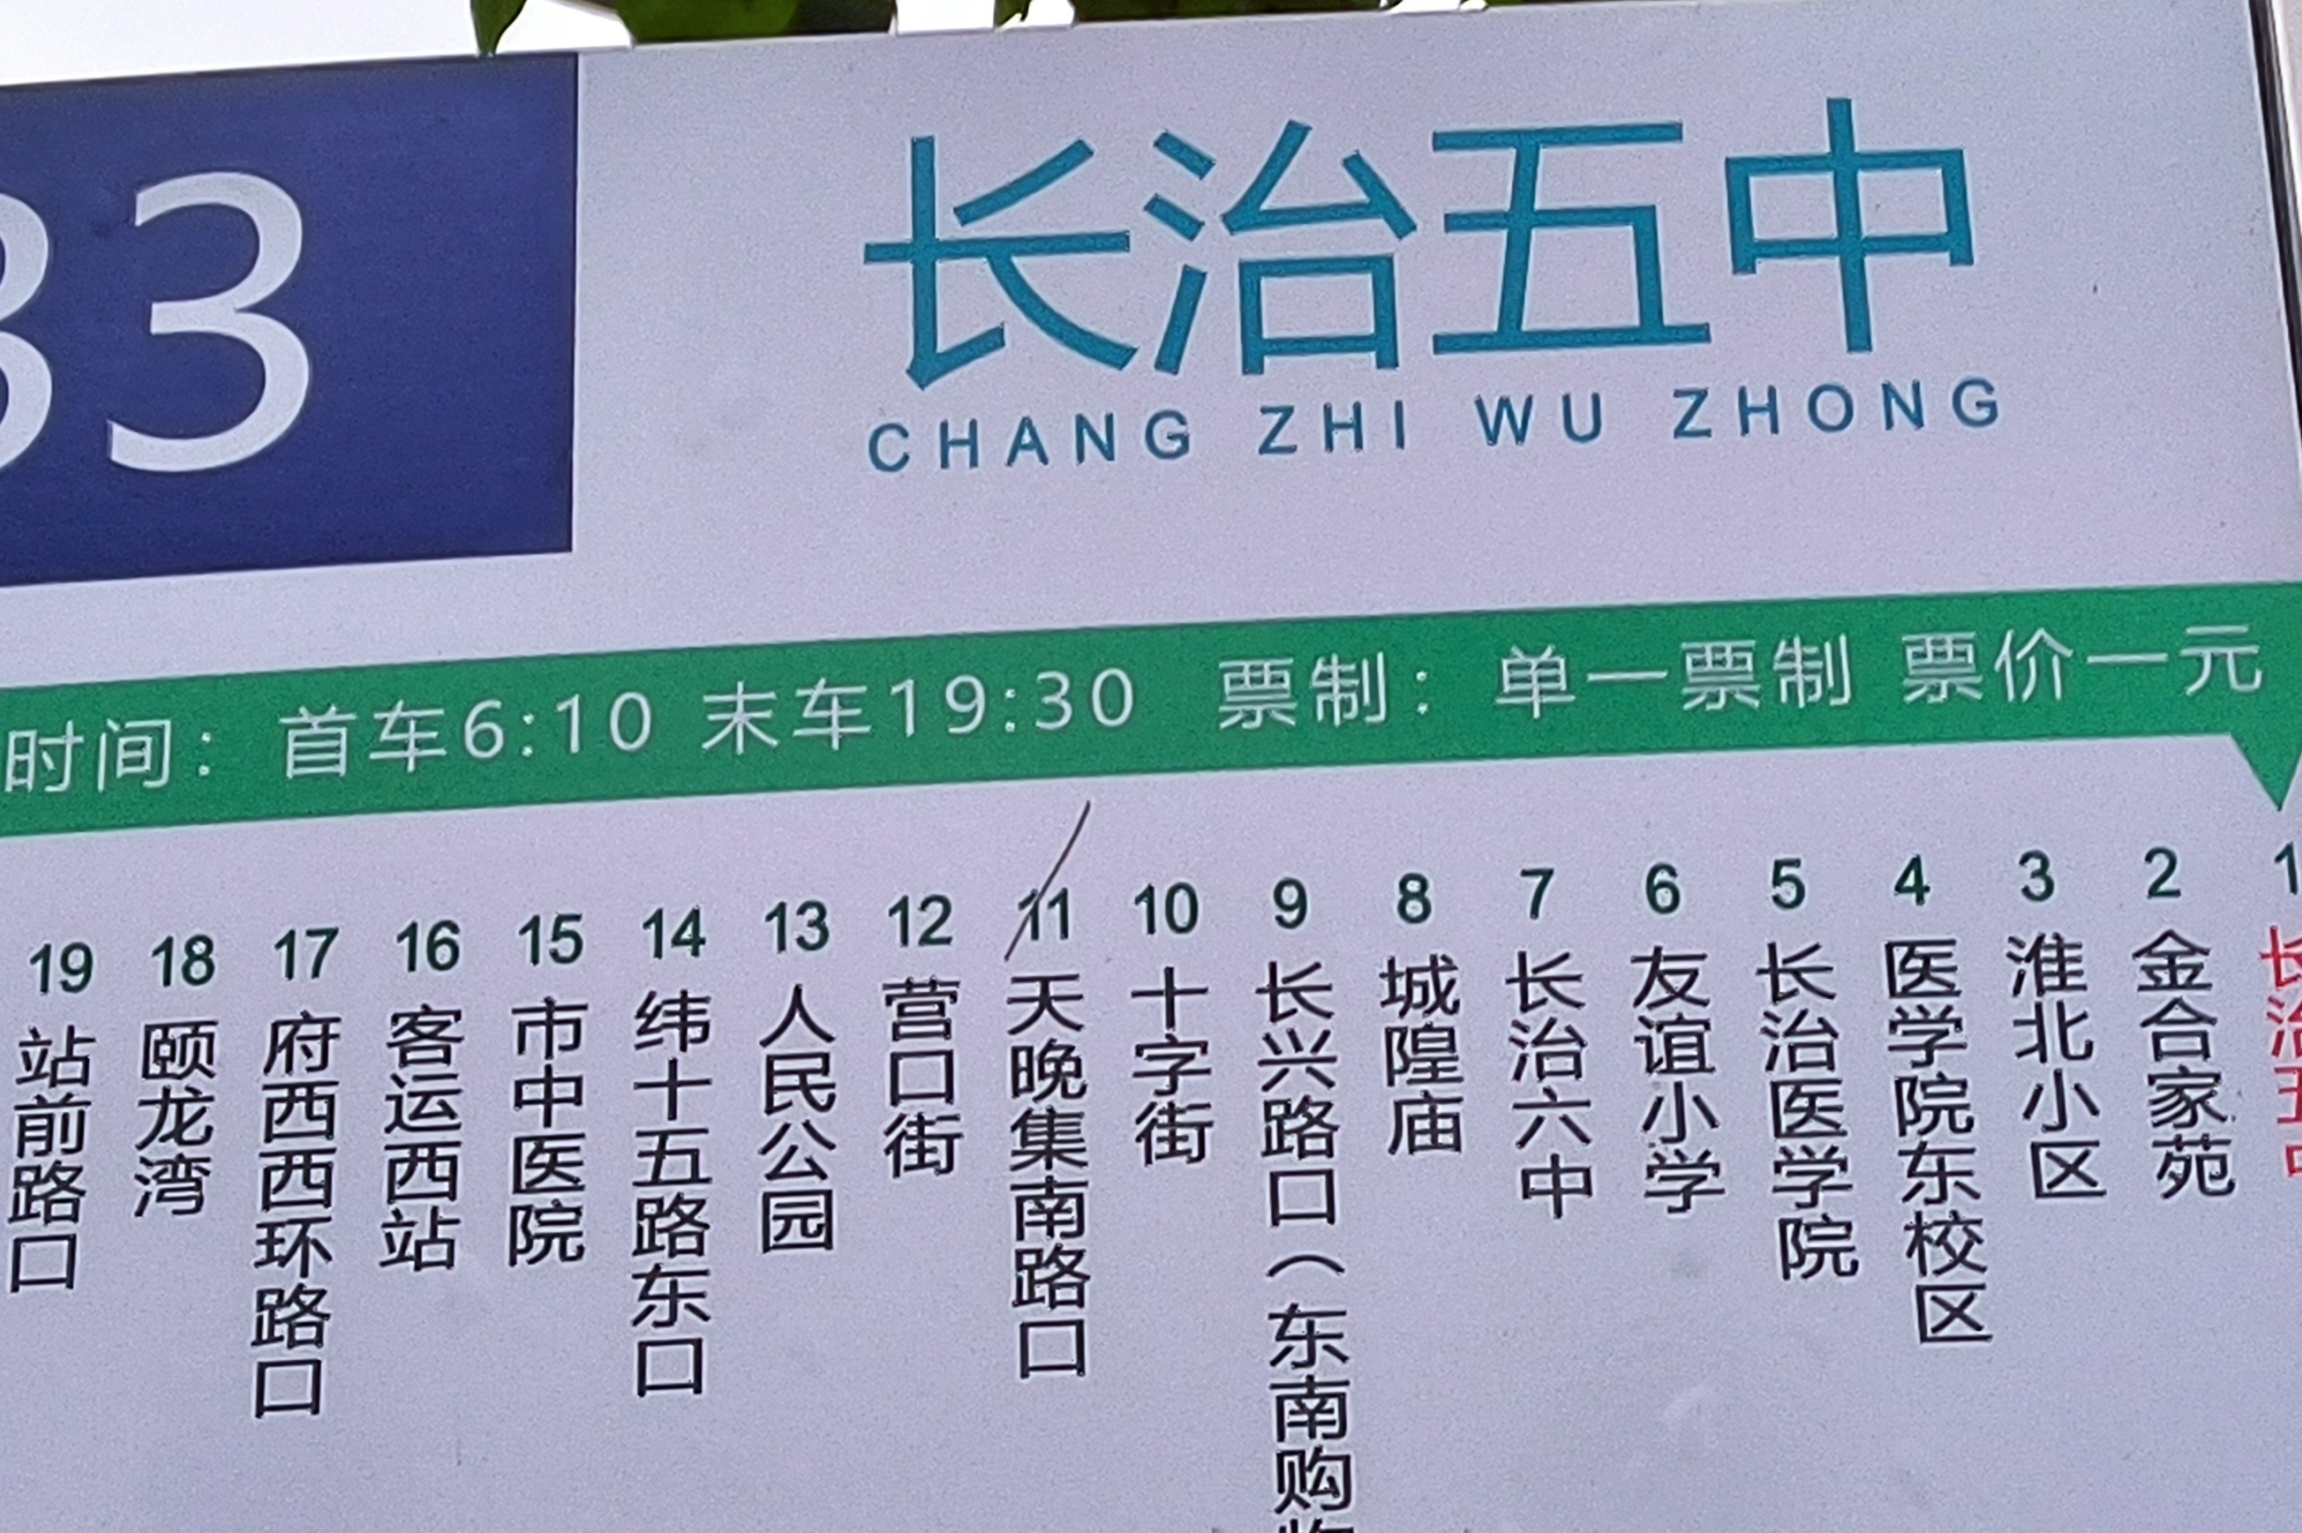 33
长治五中
CHANG ZHI WU ZHONG
时间：首车6:10 末车19:30 票制：单一票制 票价一元
19 站前路口
18 颐龙湾
17 府西西环路口
16 客运西站
15 市中医院
14 纬十五路东口
13 人民公园
12 营口街
11 天晚集南路口
10 十字街
9 长兴路口（东南购
8 城隍庙
7 长治六中
6 友谊小学
5 长治医学院
4 医学院东校区
3 淮北小区
2 金合家苑
1 长治五中